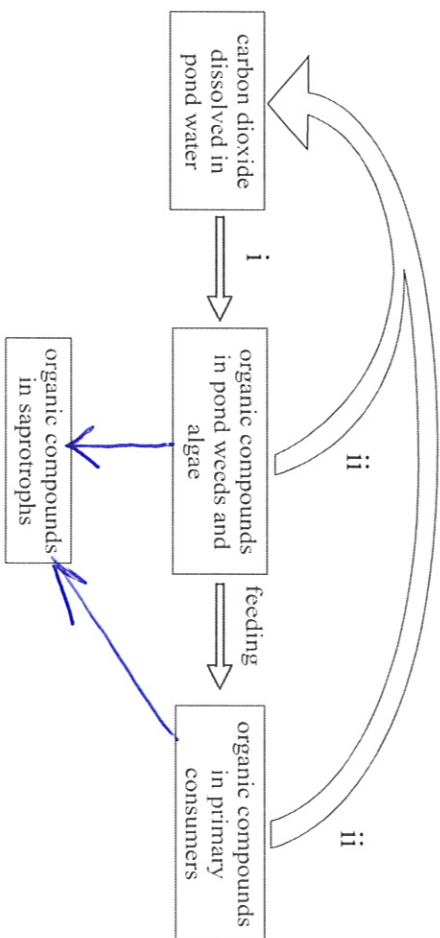 ii
ii
carbon dioxide
dissolved in
pond water
i
organic compounds
in pond weeds and
algae
feeding
organic compounds
in primary
consumers
organic compounds
in saprotrophs